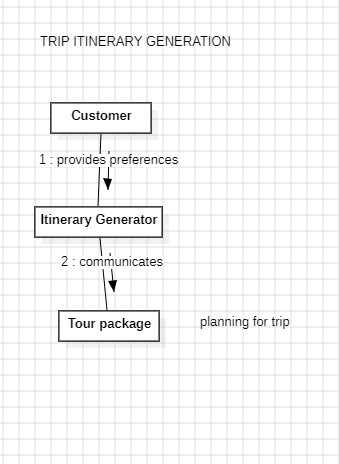 TRIP ITINERARY GENERATION
Customer
1 : provides preferences
Itinerary Generator
2 : communicates
Tour package
planning for trip